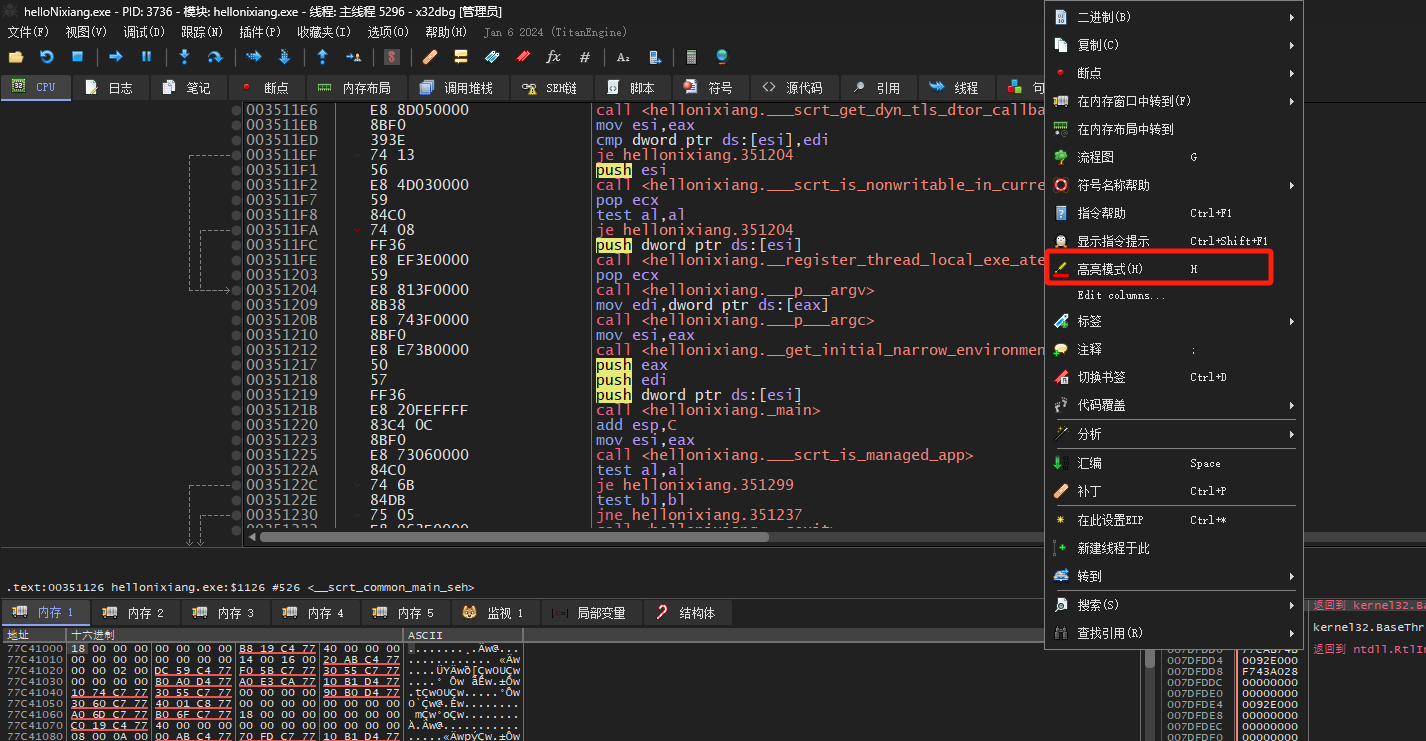 helloNixiang.exe - PID: 3736 - 模块: hellonixiang.exe - 线程: 主线程 5296 - x32dbg [管理员]
文件(F) 视图(V) 调试(D) 跟踪(N) 插件(P) 收藏夹(I) 选项(O) 帮助(H) Jan 6 2024 (TitanEngine)
CPU 日志 笔记 断点 内存布局 调用堆栈 SEH链 脚本 符号 源代码 引用 线程 句
003511E6 E8 8D050000 call <hellonixiang.___scrt_get_dyn_tls_dtor_callba
003511EB 8BF0 mov esi,eax
003511ED 393E cmp dword ptr ds:[esi],edi
003511EF 74 13 je hellonixiang.351204
003511F1 56 push esi
003511F2 E8 4D030000 call <hellonixiang.___scrt_is_nonwritable_in_curre
003511F7 59 pop ecx
003511F8 84C0 test al,al
003511FA 74 08 je hellonixiang.351204
003511FC FF36 push dword ptr ds:[esi]
003511FE E8 EF3E0000 call <hellonixiang.__register_thread_local_exe_ate
00351203 59 pop ecx
00351204 E8 813F0000 call <hellonixiang.___p___argv>
00351209 8B38 mov edi,dword ptr ds:[eax]
0035120B E8 743F0000 call <hellonixiang.___p___argc>
00351210 8BF0 mov esi,eax
00351212 E8 E73B0000 call <hellonixiang.__get_initial_narrow_environmen
00351217 50 push eax
00351218 57 push edi
00351219 FF36 push dword ptr ds:[esi]
0035121B E8 20FEFFFF call <hellonixiang._main>
00351220 83C4 0C add esp,C
00351223 8BF0 mov esi,eax
00351225 E8 73060000 call <hellonixiang.___scrt_is_managed_app>
0035122A 84C0 test al,al
0035122C 74 6B je hellonixiang.351299
0035122E 84DB test bl,bl
00351230 75 05 jne hellonixiang.351237
.text:00351126 hellonixiang.exe:$1126 #526 <__scrt_common_main_seh>
内存 1 内存 2 内存 3 内存 4 内存 5 监视 1 局部变量 结构体
地址 十六进制 ASCII
77C41000 18 00 00 00 00 00 00 00 B8 19 C4 77 40 00 00 00
77C41010 00 00 00 00 00 00 00 00 14 00 16 00 20 AB C4 77
77C41020 00 00 02 00 DC 59 C4 77 F0 5B C7 77 30 55 C7 77
77C41030 B0 A0 D4 77 A0 E3 CA 77 10 B1 D4 77
77C41040 10 74 C7 77 30 55 C7 77 00 00 00 00 90 B0 D4 77
77C41050 30 60 C7 77 40 01 C8 77 00 00 00 00 00 00 00 00
77C41060 A0 6D C7 77 B0 6F C7 77 18 00 00 00 00 00 00 00
77C41070 C0 19 C4 77 40 00 00 00 00 00 00 00 00 00 00 00
77C41080 08 00 0A 00 00 AB C4 77 70 FD C7 77 10 B1 D4 77
二进制(B)
复制(C)
断点
在内存窗口中转到(F)
在内存布局中转到
流程图 G
符号名称帮助
指令帮助 Ctrl+F1
显示指令提示 Ctrl+Shift+F1
高亮模式(H) H
Edit columns...
标签
注释 ;
切换书签 Ctrl+D
代码覆盖
分析
汇编 Space
补丁 Ctrl+P
在此设置EIP Ctrl+*
新建线程于此
转到
搜索(S)
查找引用(R)
返回到 kernel32.Ba
kernel32.BaseThr
返回到 ntdll.RtlIn
007DFDD4 0092E000
007DFDD8 F743A028
007DFDDC 00000000
007DFDE0 00000000
007DFDE4 0092E000
007DFDE8 00000000
007DFDEC 00000000
007DFDF0 00000000